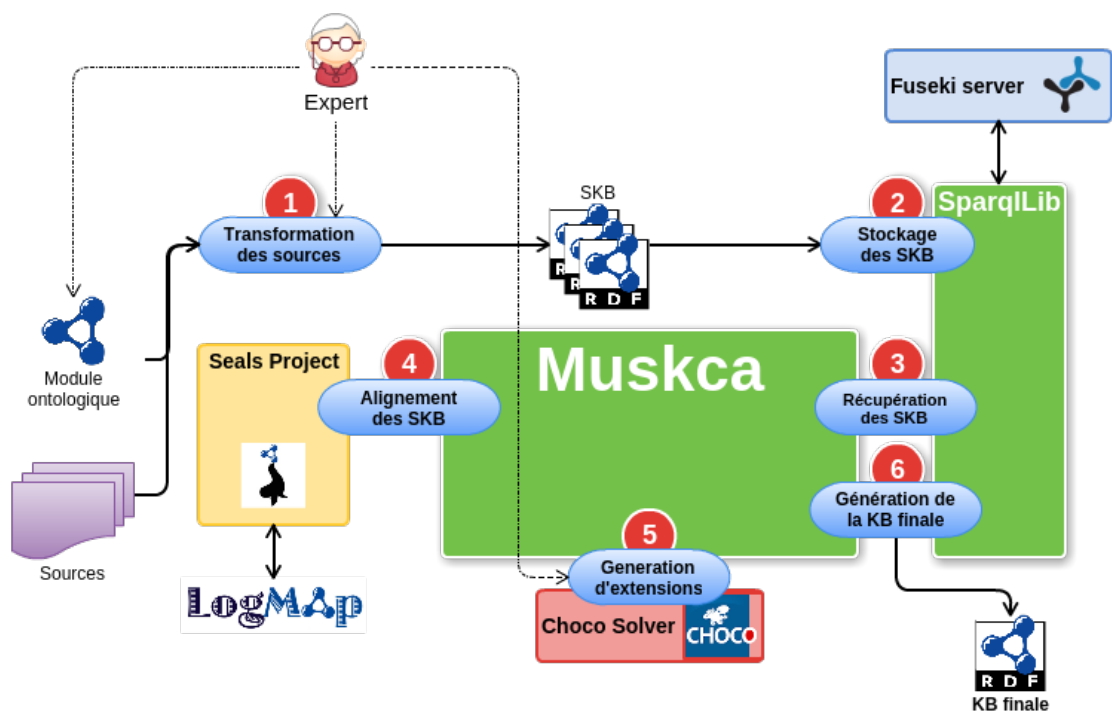 Expert
Fuseki server
1
Transformation
des sources
SKB
R
R
R D F
2
Stockage
des SKB
SparqlLib
Module
ontologique
Seals Project
4
Alignement
des SKB
Muskca
3
Récupération
des SKB
6
Génération de
la KB finale
Sources
LogMap
5
Generation
d'extensions
Choco Solver
CHOCO
R D F
KB finale